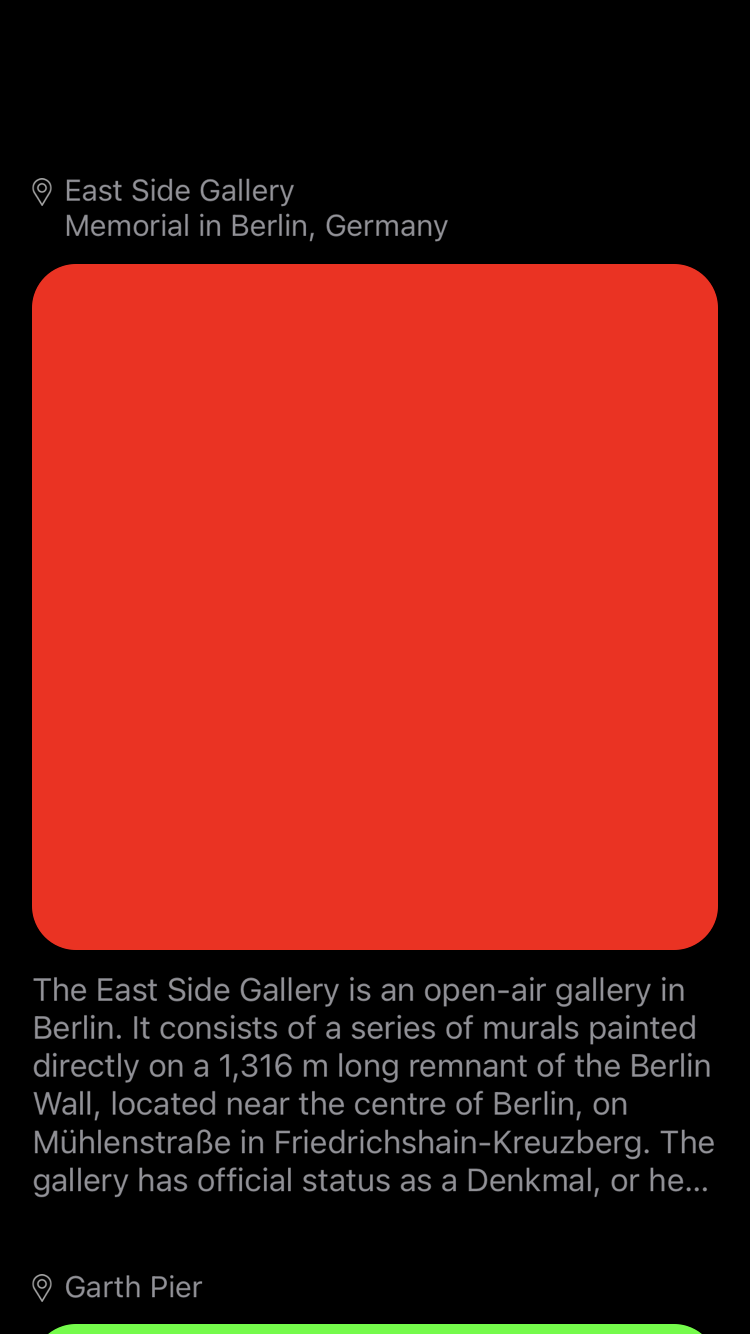 East Side Gallery
Memorial in Berlin, Germany
The East Side Gallery is an open-air gallery in
Berlin. It consists of a series of murals painted
directly on a 1,316 m long remnant of the Berlin
Wall, located near the centre of Berlin, on
Mühlenstraße in Friedrichshain-Kreuzberg. The
gallery has official status as a Denkmal, or he...
Garth Pier